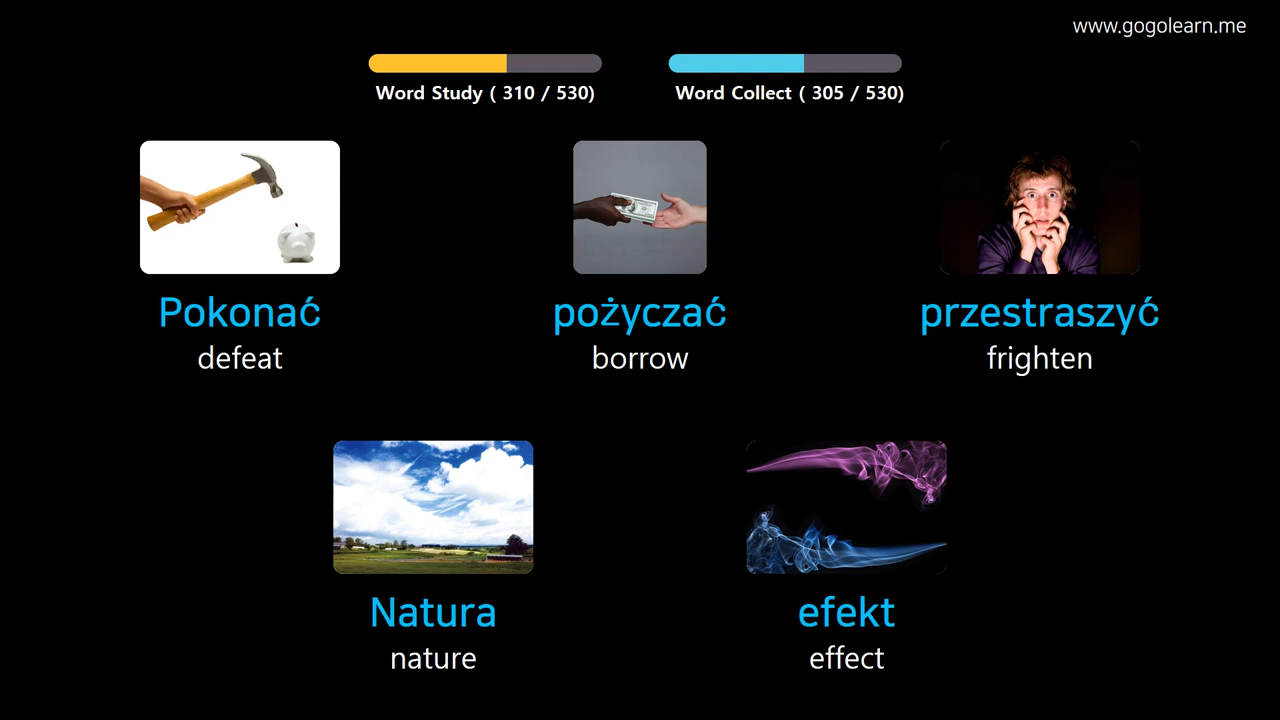 www.gogolearn.me
Word Study ( 310 / 530)
Word Collect ( 305 / 530)
Pokonać
defeat
pożyczać
borrow
przestraszyć
frighten
Natura
nature
efekt
effect